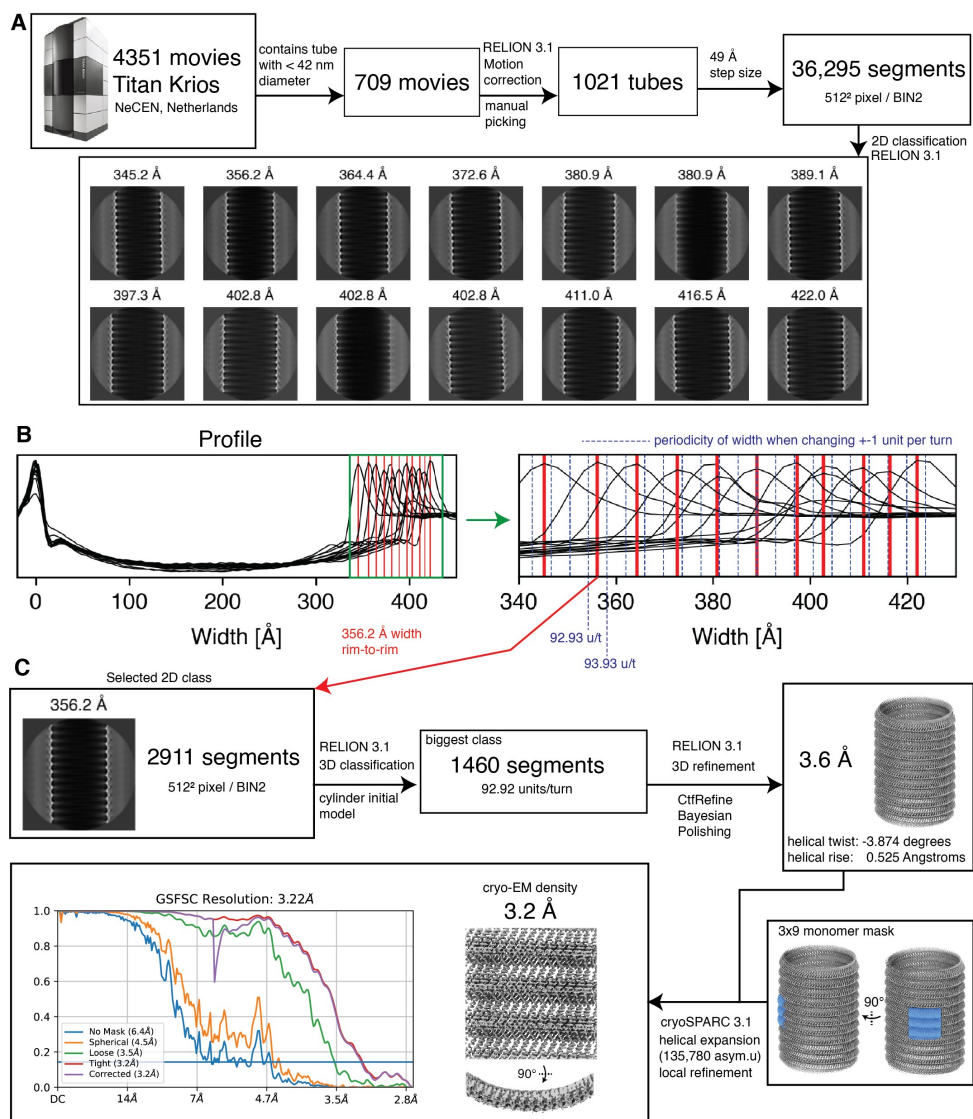 A
4351 movies
Titan Krios
NeCEN, Netherlands
contains tube
with < 42 nm
diameter
709 movies
RELION 3.1
Motion
correction
manual
picking
1021 tubes
49 Å
step size
36,295 segments
512² pixel / BIN2
2D classification
RELION 3.1
345.2 Å 356.2 Å 364.4 Å 372.6 Å 380.9 Å 380.9 Å 389.1 Å
397.3 Å 402.8 Å 402.8 Å 402.8 Å 411.0 Å 416.5 Å 422.0 Å
B
Profile
periodicity of width when changing +-1 unit per turn
0 100 200 300 400
Width [Å]
356.2 Å width
rim-to-rim
340 360 380 400 420
Width [Å]
92.93 u/t
93.93 u/t
C
Selected 2D class
356.2 Å
2911 segments
512² pixel / BIN2
RELION 3.1
3D classification
cylinder initial
model
biggest class
1460 segments
92.92 units/turn
RELION 3.1
3D refinement
CtfRefine
Bayesian
Polishing
3.6 Å
helical twist: -3.874 degrees
helical rise: 0.525 Angstroms
3x9 monomer mask
90°
cryoSPARC 3.1
helical expansion
(135,780 asym.u)
local refinement
cryo-EM density
3.2 Å
90°
GSFSC Resolution: 3.22Å
1.0
0.8
0.6
0.4
0.2
0.0
No Mask (6.4Å)
Spherical (4.5Å)
Loose (3.5Å)
Tight (3.2Å)
Corrected (3.2Å)
DC 14Å 7Å 4.7Å 3.5Å 2.8Å